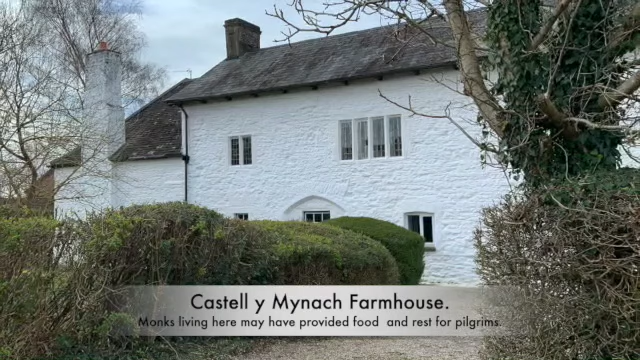 Castell y Mynach Farmhouse.
Monks living here may have provided food and rest for pilgrims.